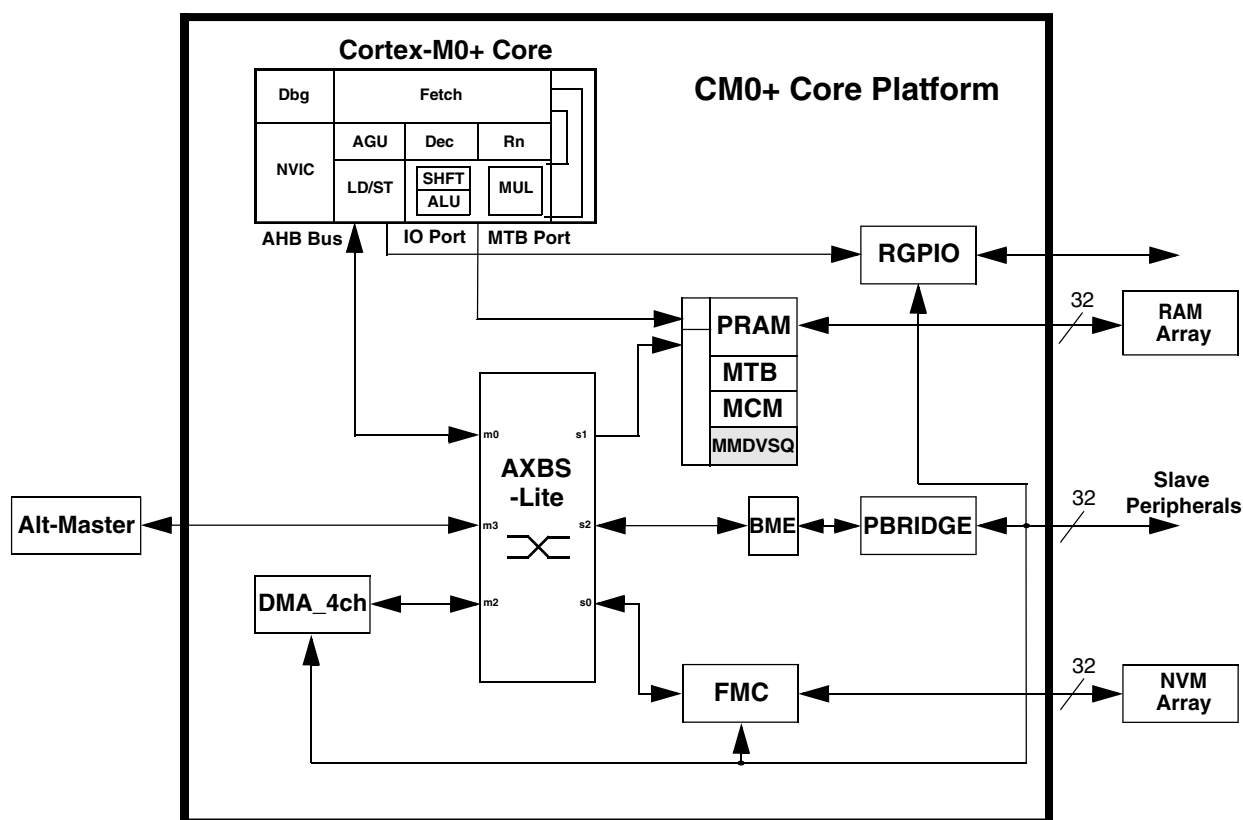 Cortex-M0+ Core
CM0+ Core Platform
Dbg
Fetch
AGU
Dec
Rn
NVIC
LD/ST
SHFT
ALU
MUL
AHB Bus
IO Port
MTB Port
RGPIO
32
RAM
Array
PRAM
MTB
MCM
MMDVSQ
m0
s1
AXBS
-Lite
Alt-Master
m3
s2
BME
PBRIDGE
32
Slave
Peripherals
DMA_4ch
m2
s0
FMC
32
NVM
Array